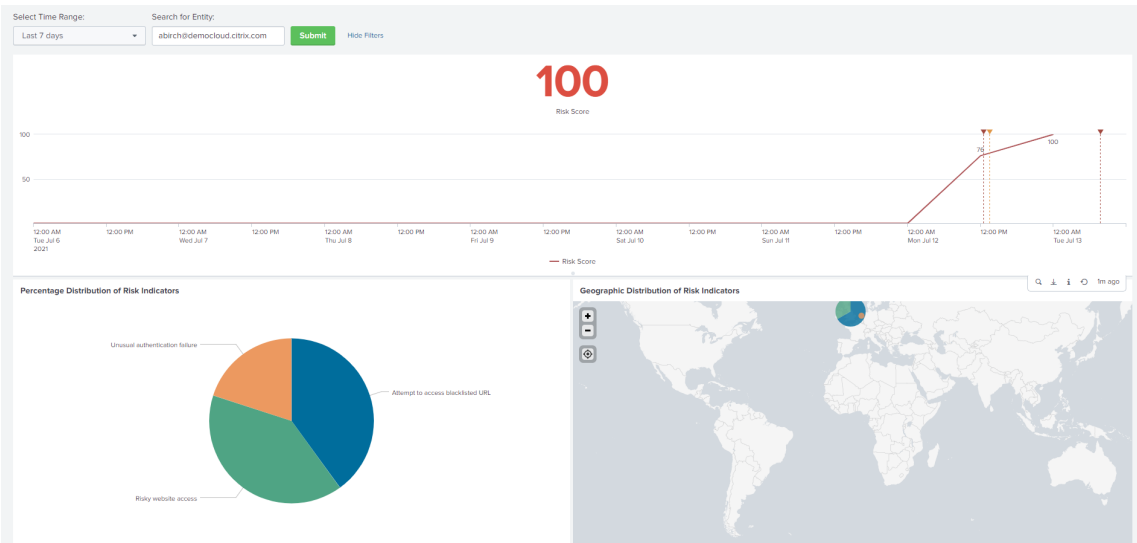 Select Time Range:
Search for Entity:
Last 7 days
abirch@democloud.citrix.com
Submit
Hide Filters
100
Risk Score
100
50
76
100
12:00 AM
Tue Jul 6
2021
12:00 PM
12:00 AM
Wed Jul 7
12:00 PM
12:00 AM
Thu Jul 8
12:00 PM
12:00 AM
Fri Jul 9
12:00 PM
12:00 AM
Sat Jul 10
12:00 PM
12:00 AM
Sun Jul 11
12:00 PM
12:00 AM
Mon Jul 12
12:00 PM
12:00 AM
Tue Jul 13
Risk Score
Percentage Distribution of Risk Indicators
Unusual authentication failure
Attempt to access blacklisted URL
Risky website access
Geographic Distribution of Risk Indicators
1m ago